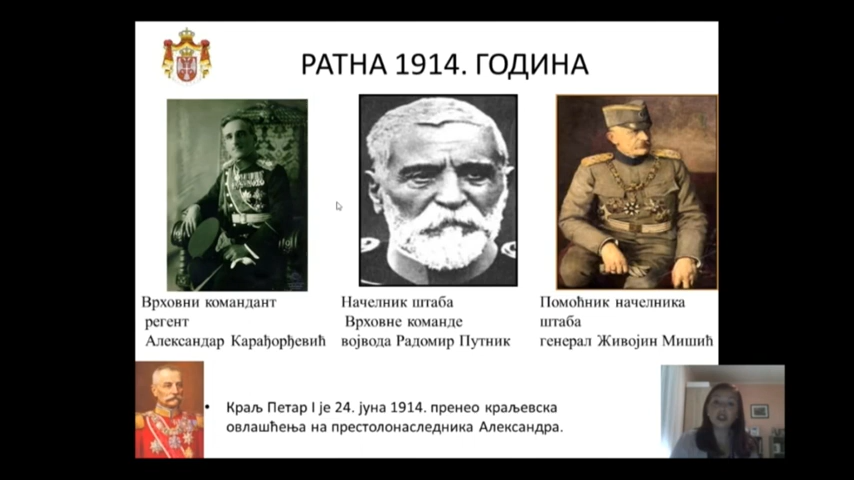 РАТНА 1914. ГОДИНА
Врховни командант
регент
Александар Карађорђевић
Начелник штаба
Врховне команде
војвода Радомир Путник
Помоћник начелника
штаба
генерал Живојин Мишић
• Краљ Петар I је 24. јуна 1914. пренео краљевска
овлашћења на престолонаследника Александра.